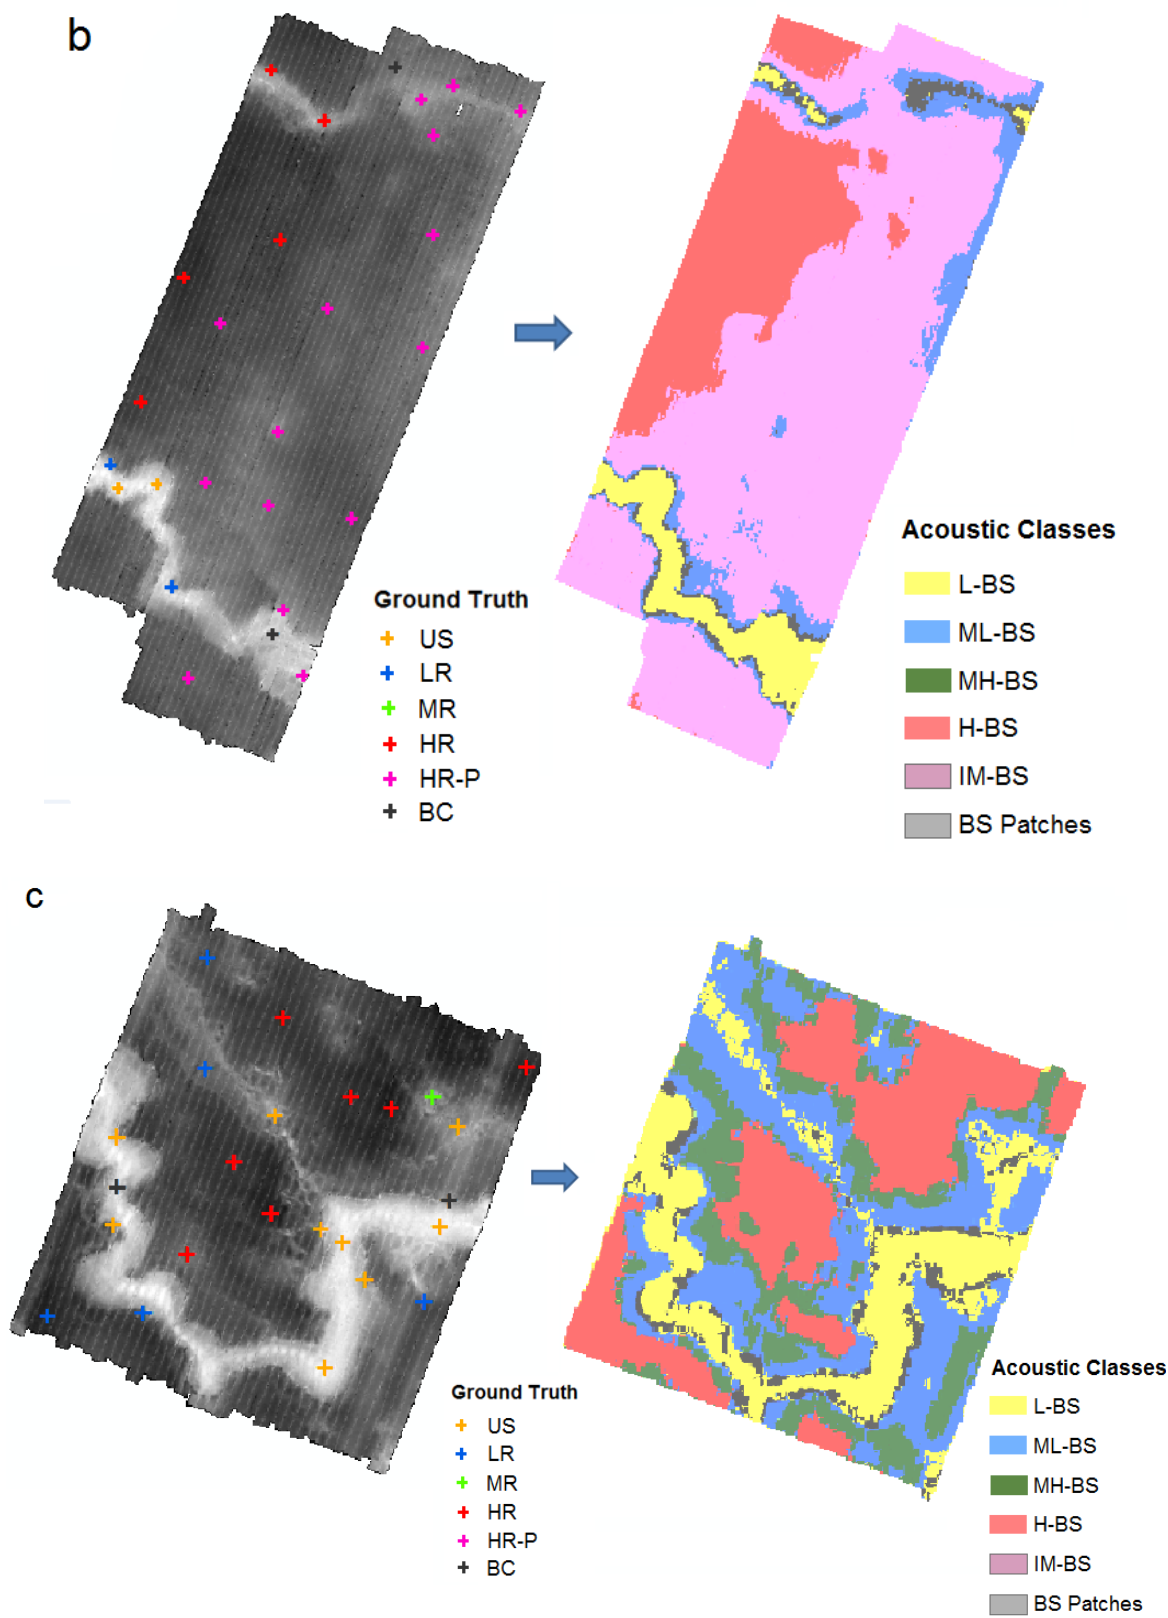 b
Ground Truth
US
LR
MR
HR
HR-P
BC
Acoustic Classes
L-BS
ML-BS
MH-BS
H-BS
IM-BS
BS Patches
c
Ground Truth
US
LR
MR
HR
HR-P
BC
Acoustic Classes
L-BS
ML-BS
MH-BS
H-BS
IM-BS
BS Patches